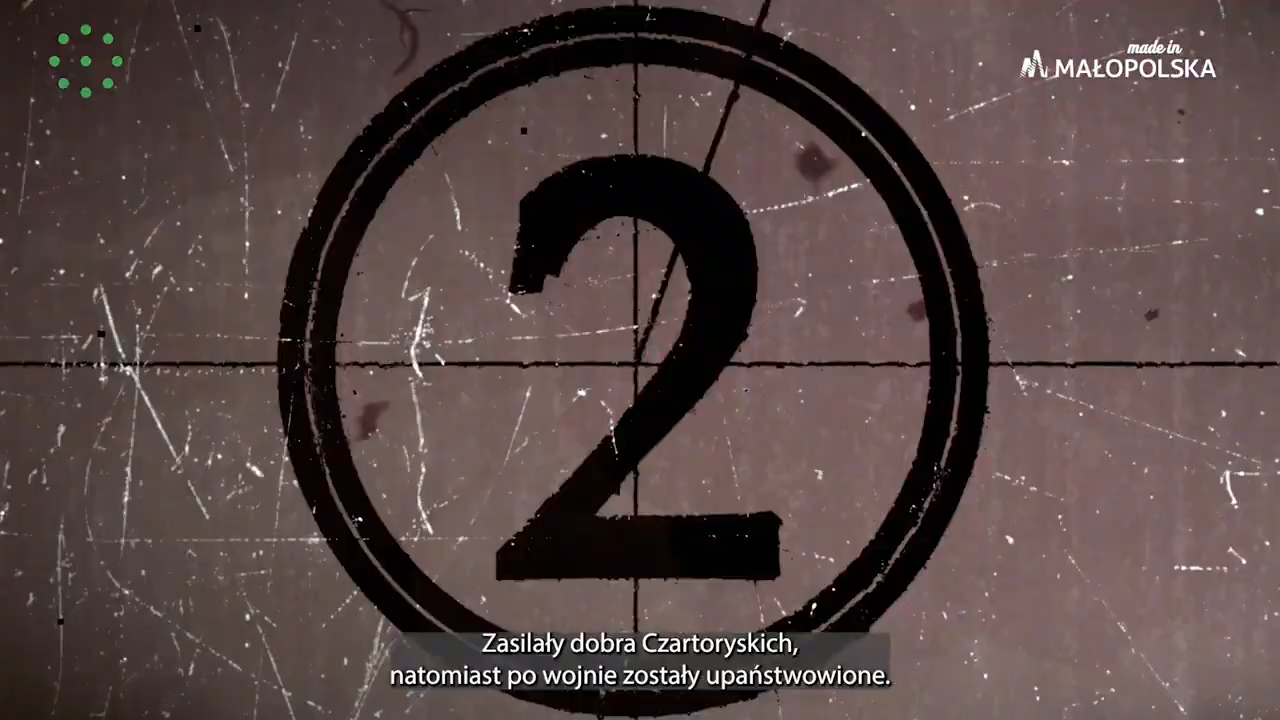 made in
MAŁOPOLSKA
2
Zasilały dobra Czartoryskich,
natomiast po wojnie zostały upaństwowione.